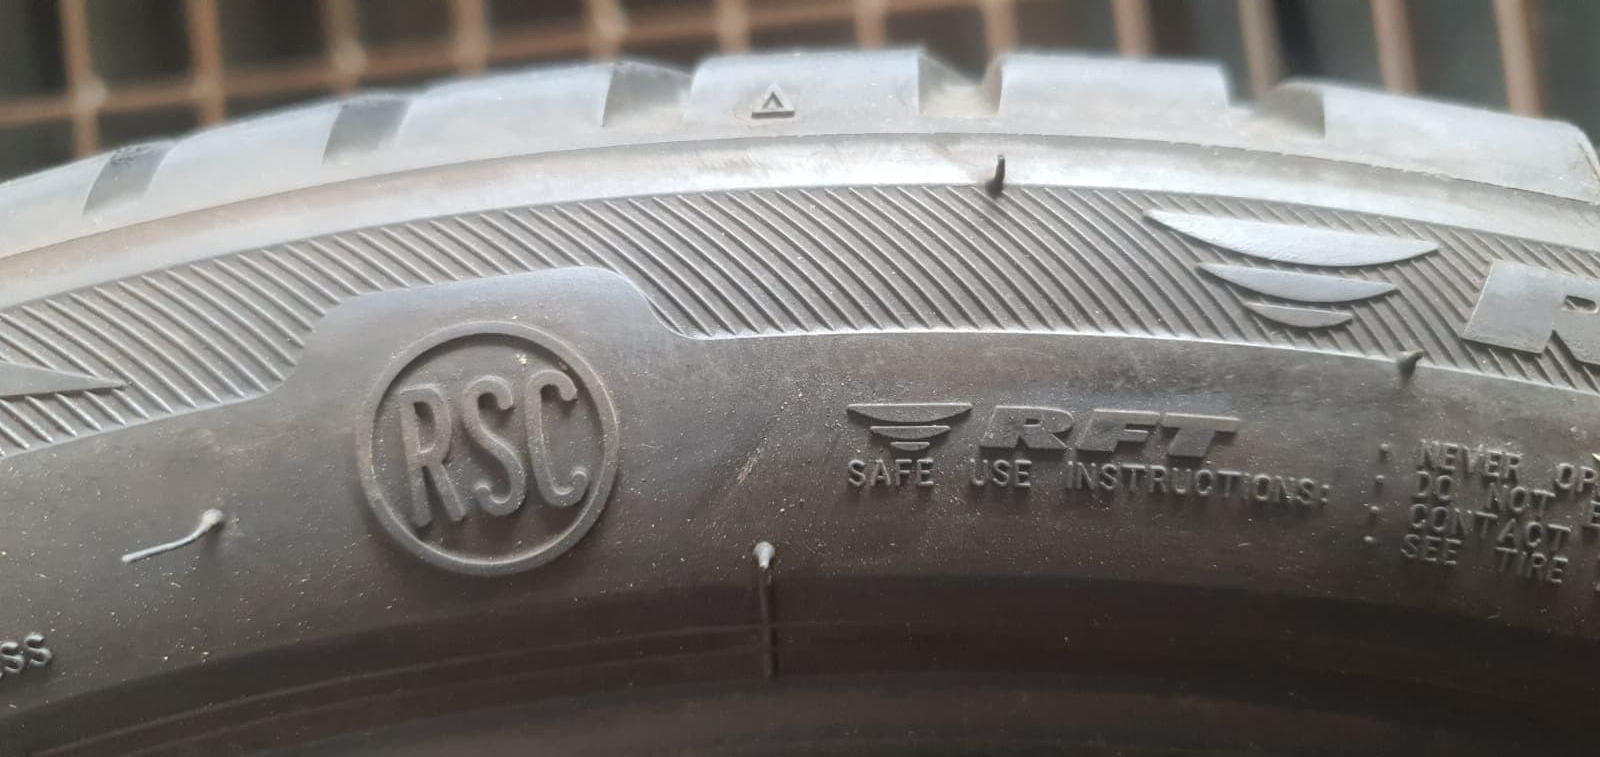 RSC
RFT
SAFE USE INSTRUCTIONS:
· NEVER
· DO NOT
· CONTACT
· SEE TIRE